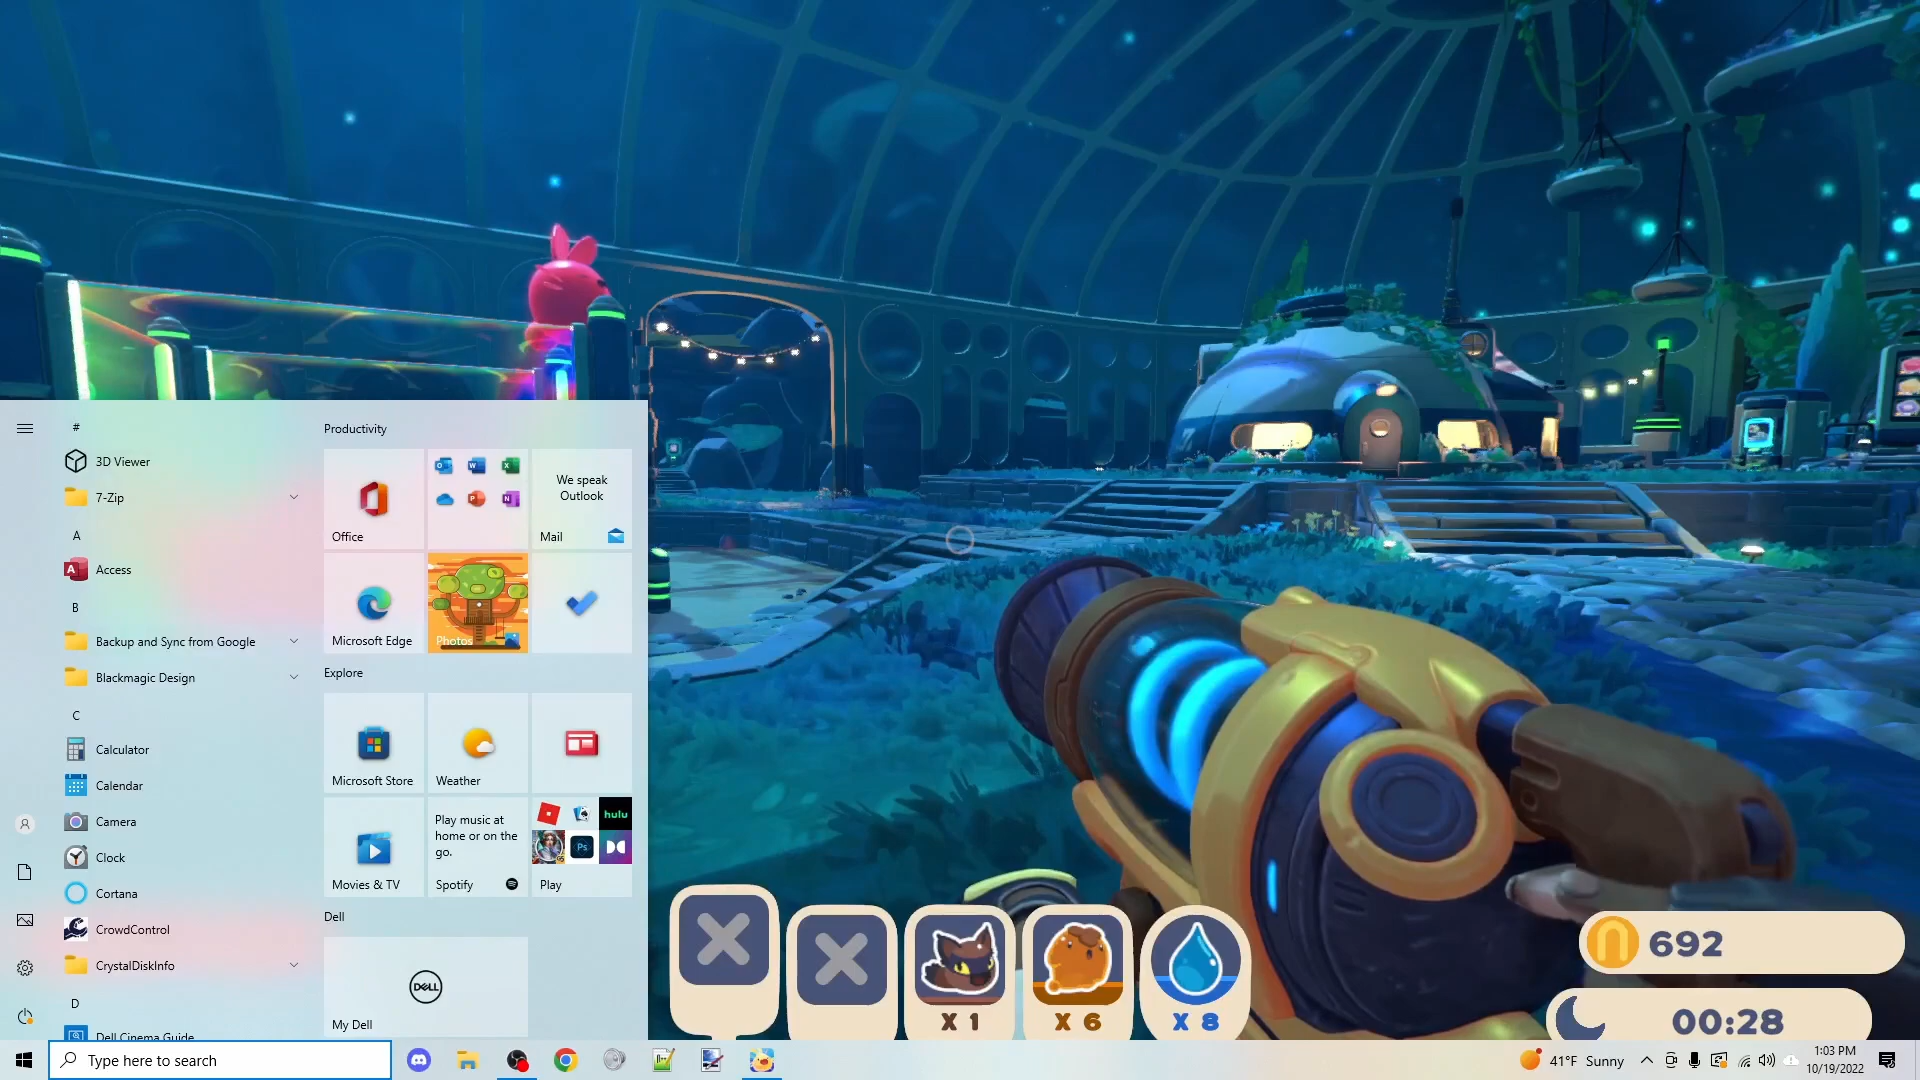 #
3D Viewer
7-Zip
A
Access
B
Backup and Sync from Google
Blackmagic Design
C
Calculator
Calendar
Camera
Clock
Cortana
CrowdControl
CrystalDiskInfo
D
Dell Cinema Guide
Productivity
Office
We speak
Outlook
Mail
Microsoft Edge
Photos
Explore
Microsoft Store
Weather
Movies & TV
Play music at
home or on the
go.
Spotify
hulu
Ps
Play
Dell
DELL
My Dell
X 1
X 6
X 8
692
00:28
Type here to search
41°F Sunny
1:03 PM
10/19/2022